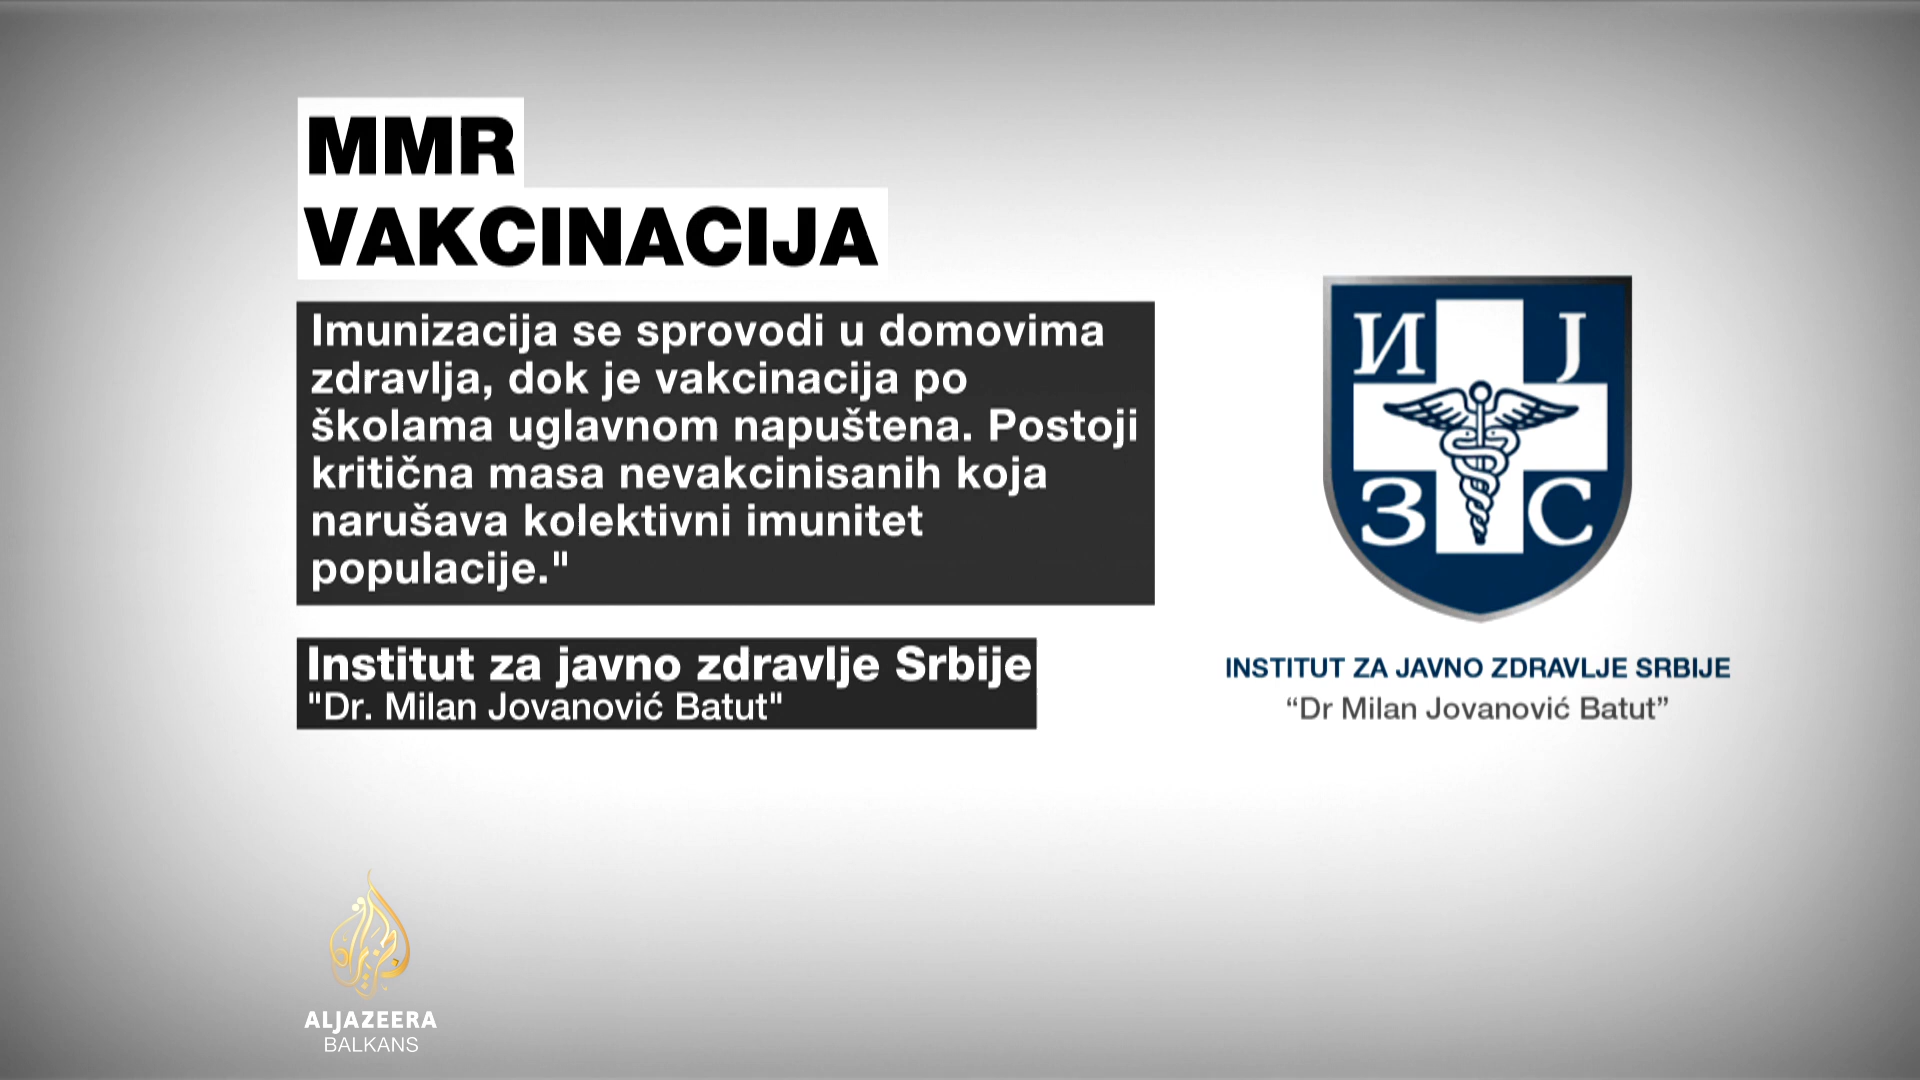 MMR
VAKCINACIJA
Imunizacija se sprovodi u domovima
zdravlja, dok je vakcinacija po
školama uglavnom napuštena. Postoji
kritična masa nevakcinisanih koja
narušava kolektivni imunitet
populacije."
Institut za javno zdravlje Srbije
"Dr. Milan Jovanović Batut"
И Ј
З С
INSTITUT ZA JAVNO ZDRAVLJE SRBIJE
“Dr Milan Jovanović Batut”
ALJAZEERA
BALKANS